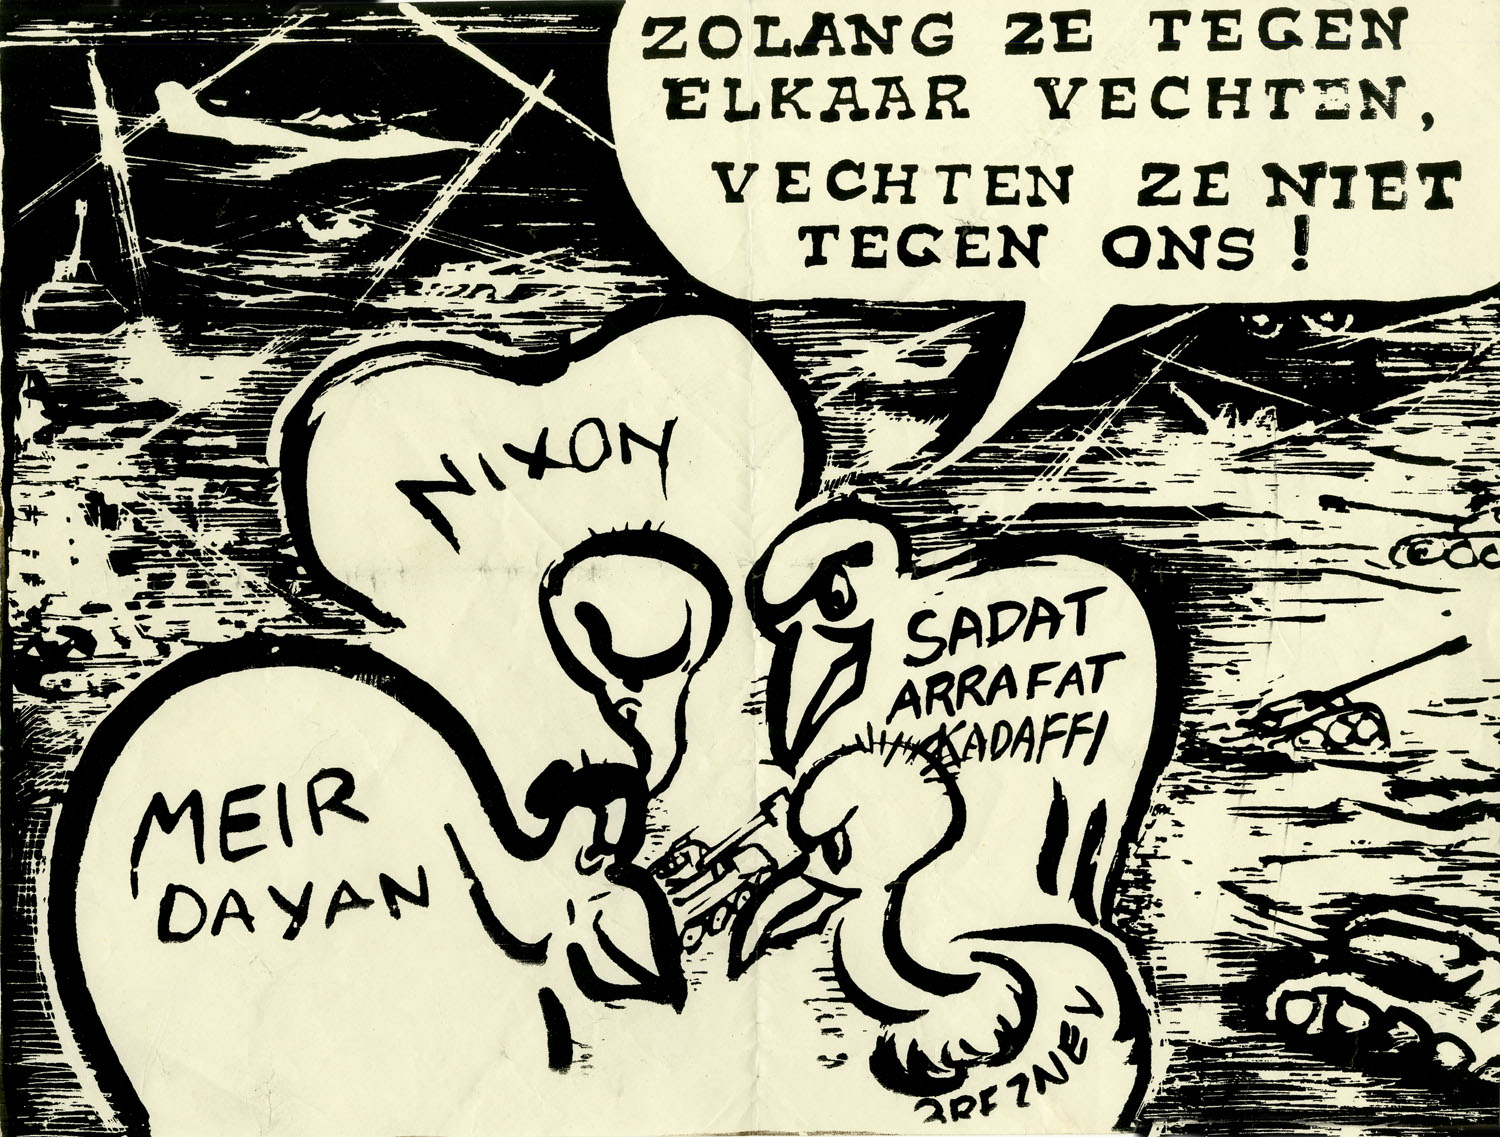 ZOLANG ZE TEGEN
ELKAAR VECHTEN,
VECHTEN ZE NIET
TEGEN ONS!
NIXON
SADAT
ARRAFAT
KADAFFI
MEIR
DAYAN
BREZNEV